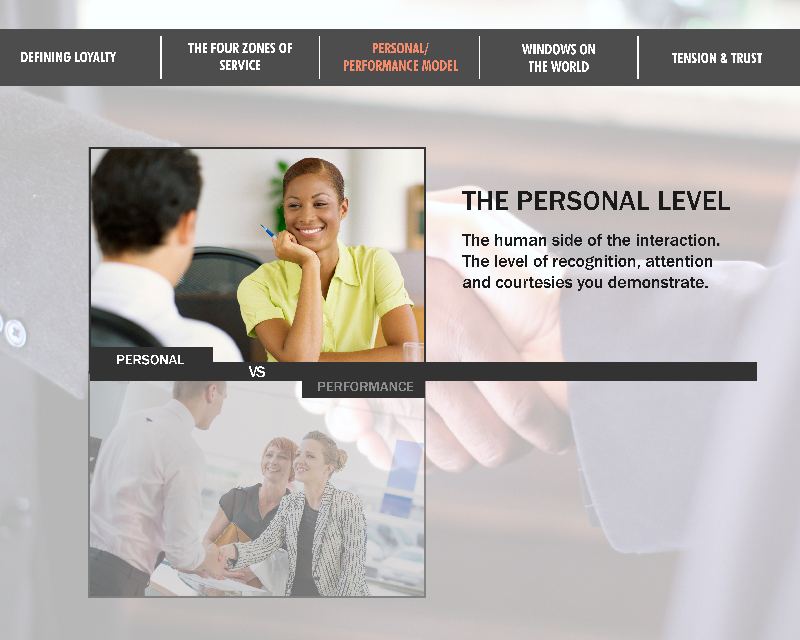 DEFINING LOYALTY
THE FOUR ZONES OF
SERVICE
PERSONAL/
PERFORMANCE MODEL
WINDOWS ON
THE WORLD
TENSION & TRUST
THE PERSONAL LEVEL
The human side of the interaction.
The level of recognition, attention
and courtesies you demonstrate.
PERSONAL
VS
PERFORMANCE